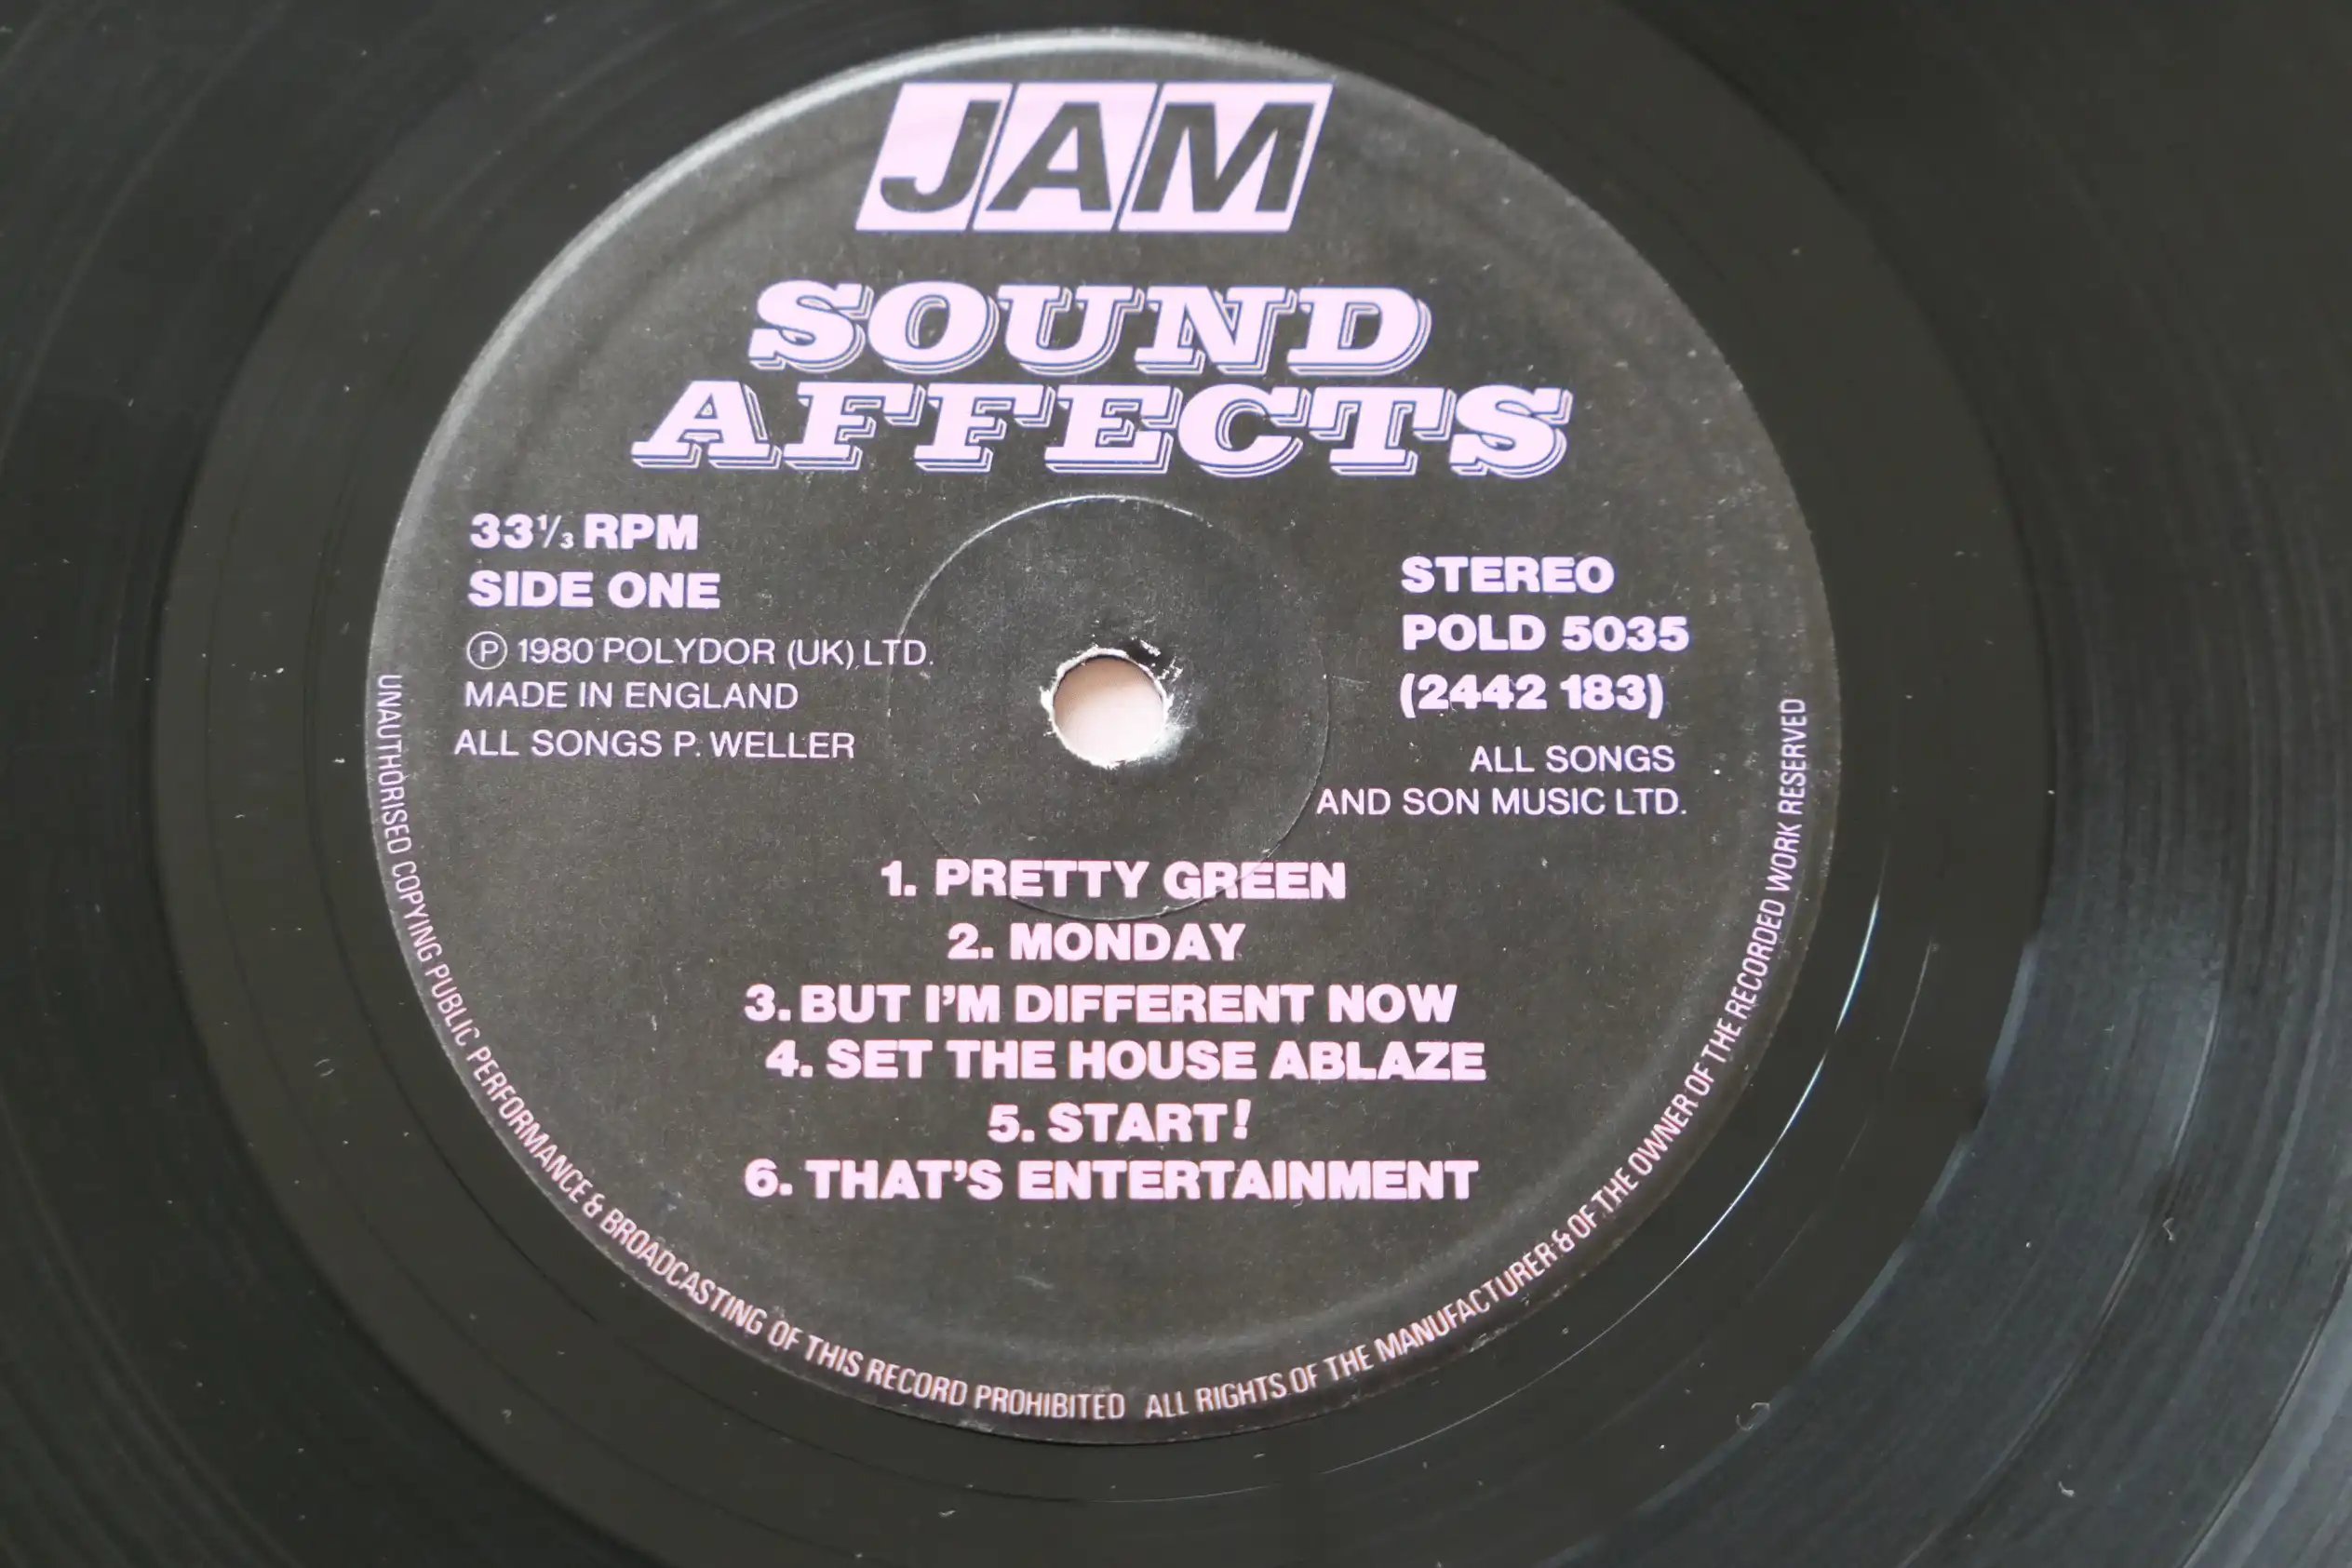 JAM
SOUND
AFFECTS
33⅓ RPM
SIDE ONE
Ⓟ 1980 POLYDOR (UK) LTD.
MADE IN ENGLAND
ALL SONGS P. WELLER
STEREO
POLD 5035
(2442 183)
ALL SONGS
AND SON MUSIC LTD.
1. PRETTY GREEN
2. MONDAY
3. BUT I'M DIFFERENT NOW
4. SET THE HOUSE ABLAZE
5. START!
6. THAT'S ENTERTAINMENT
UNAUTHORISED COPYING PUBLIC PERFORMANCE & BROADCASTING OF THIS RECORD PROHIBITED ALL RIGHTS OF THE MANUFACTURER & OF THE OWNER OF THE RECORDED WORK RESERVED